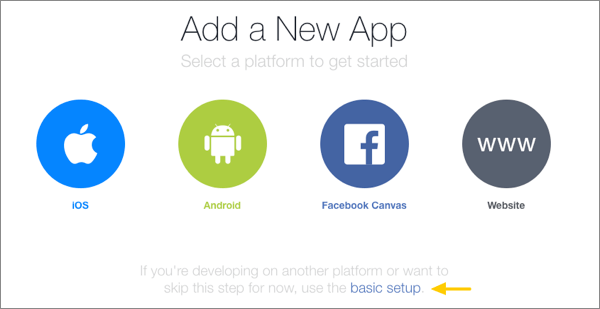 Add a New App
Select a platform to get started
www
iOS
Android
Facebook Canvas
Website
If you're developing on another platform or want to
skip this step for now, use the basic setup.